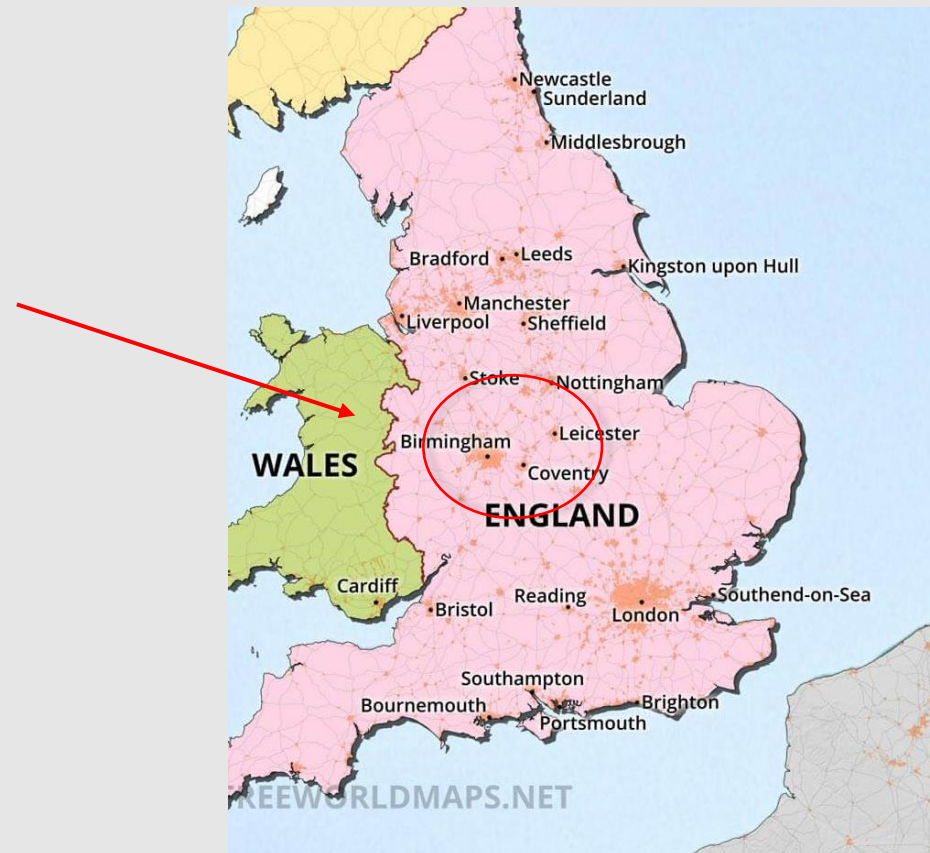 Newcastle
Sunderland
Middlesbrough
Bradford
Leeds
Kingston upon Hull
Manchester
Liverpool
Sheffield
Stoke
Nottingham
Birmingham
Leicester
WALES
Coventry
ENGLAND
Cardiff
Reading
Southend-on-Sea
Bristol
London
Southampton
Bournemouth
Brighton
Portsmouth
REEWORLDMAPS.NET